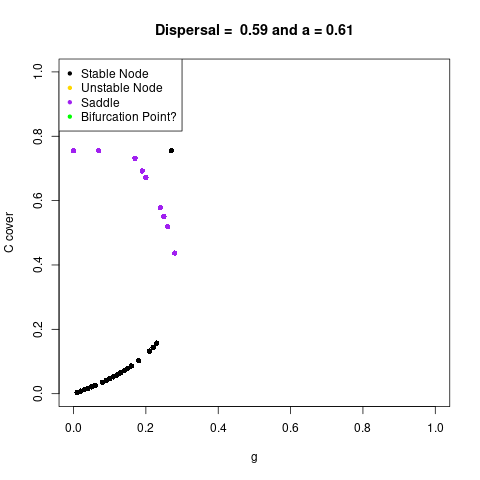 Dispersal =  0.59 and a = 0.61
Stable Node
Unstable Node
Saddle
Bifurcation Point?
C cover
1.0
0.8
0.6
0.4
0.2
0.0
0.0 0.2 0.4 0.6 0.8 1.0
g